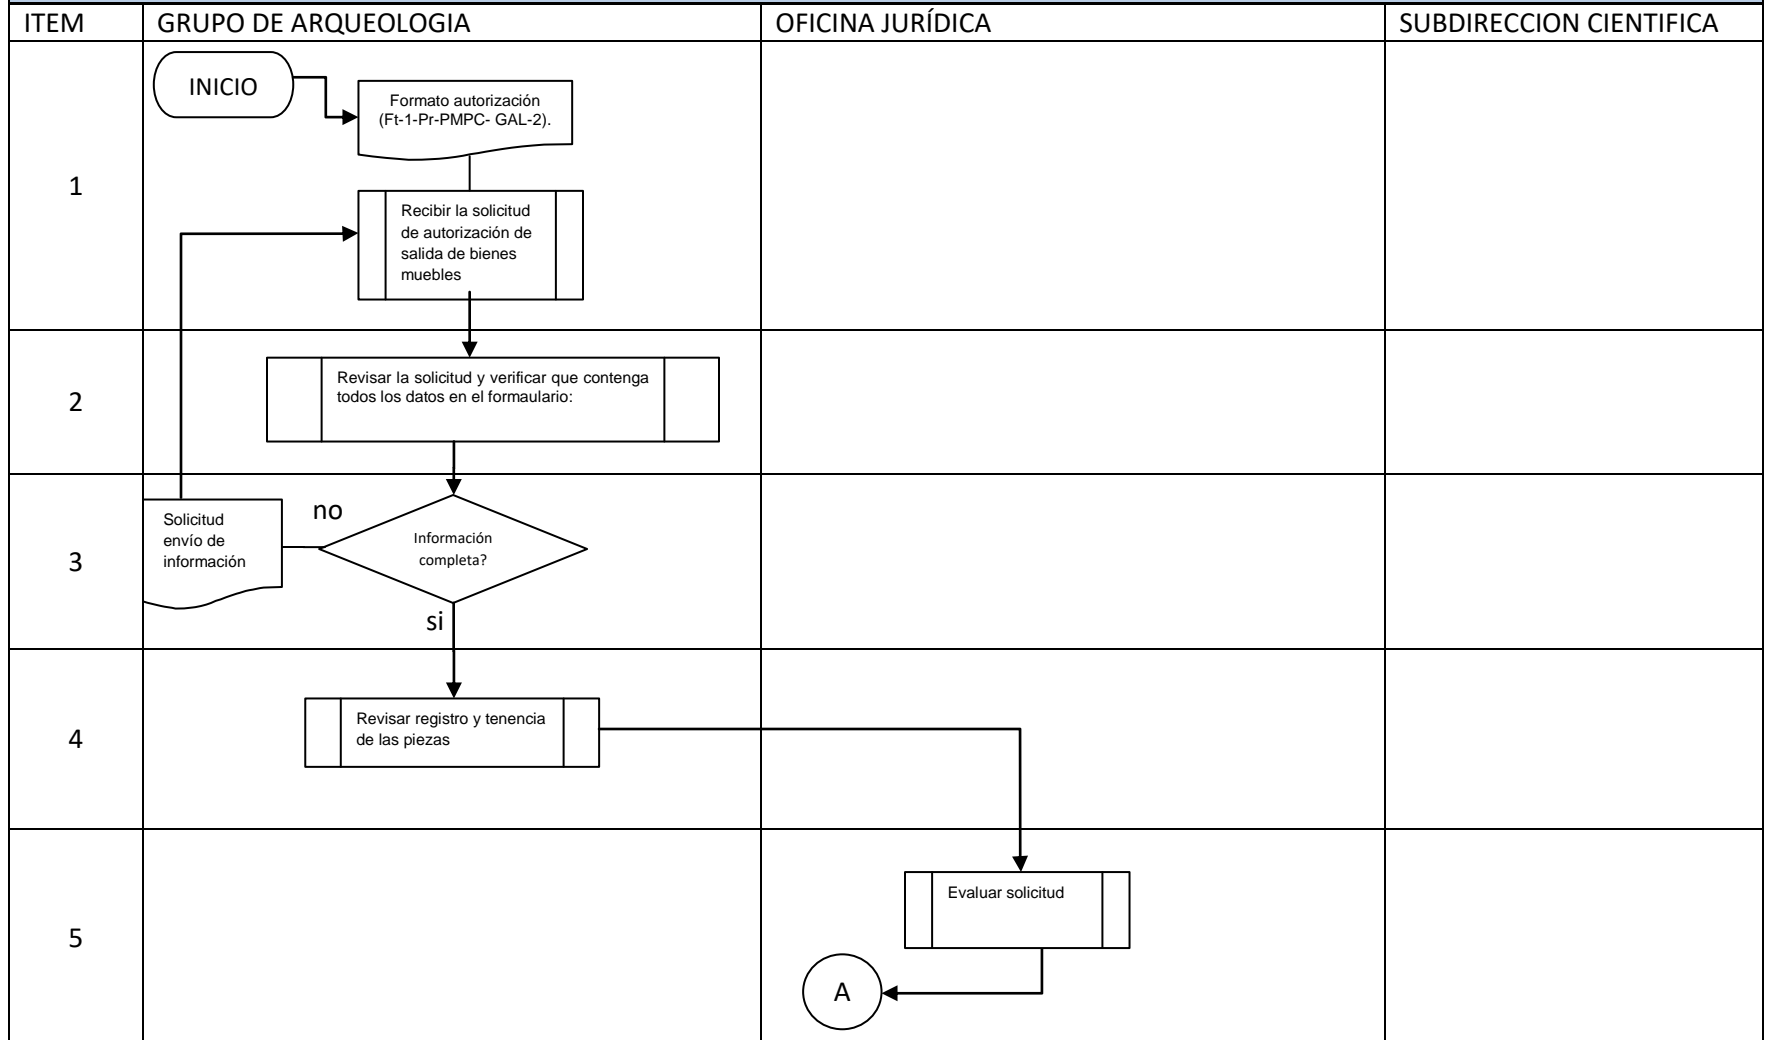 ITEM
GRUPO DE ARQUEOLOGIA
OFICINA JURÍDICA
SUBDIRECCION CIENTIFICA
1
INICIO
Formato autorización
(Ft-1-Pr-PMPC- GAL-2).
Recibir la solicitud
de autorización de
salida de bienes
muebles
2
Revisar la solicitud y verificar que contenga
todos los datos en el formaulario:
3
Solicitud
envío de
información
no
Información
completa?
si
4
Revisar registro y tenencia
de las piezas
5
Evaluar solicitud
A